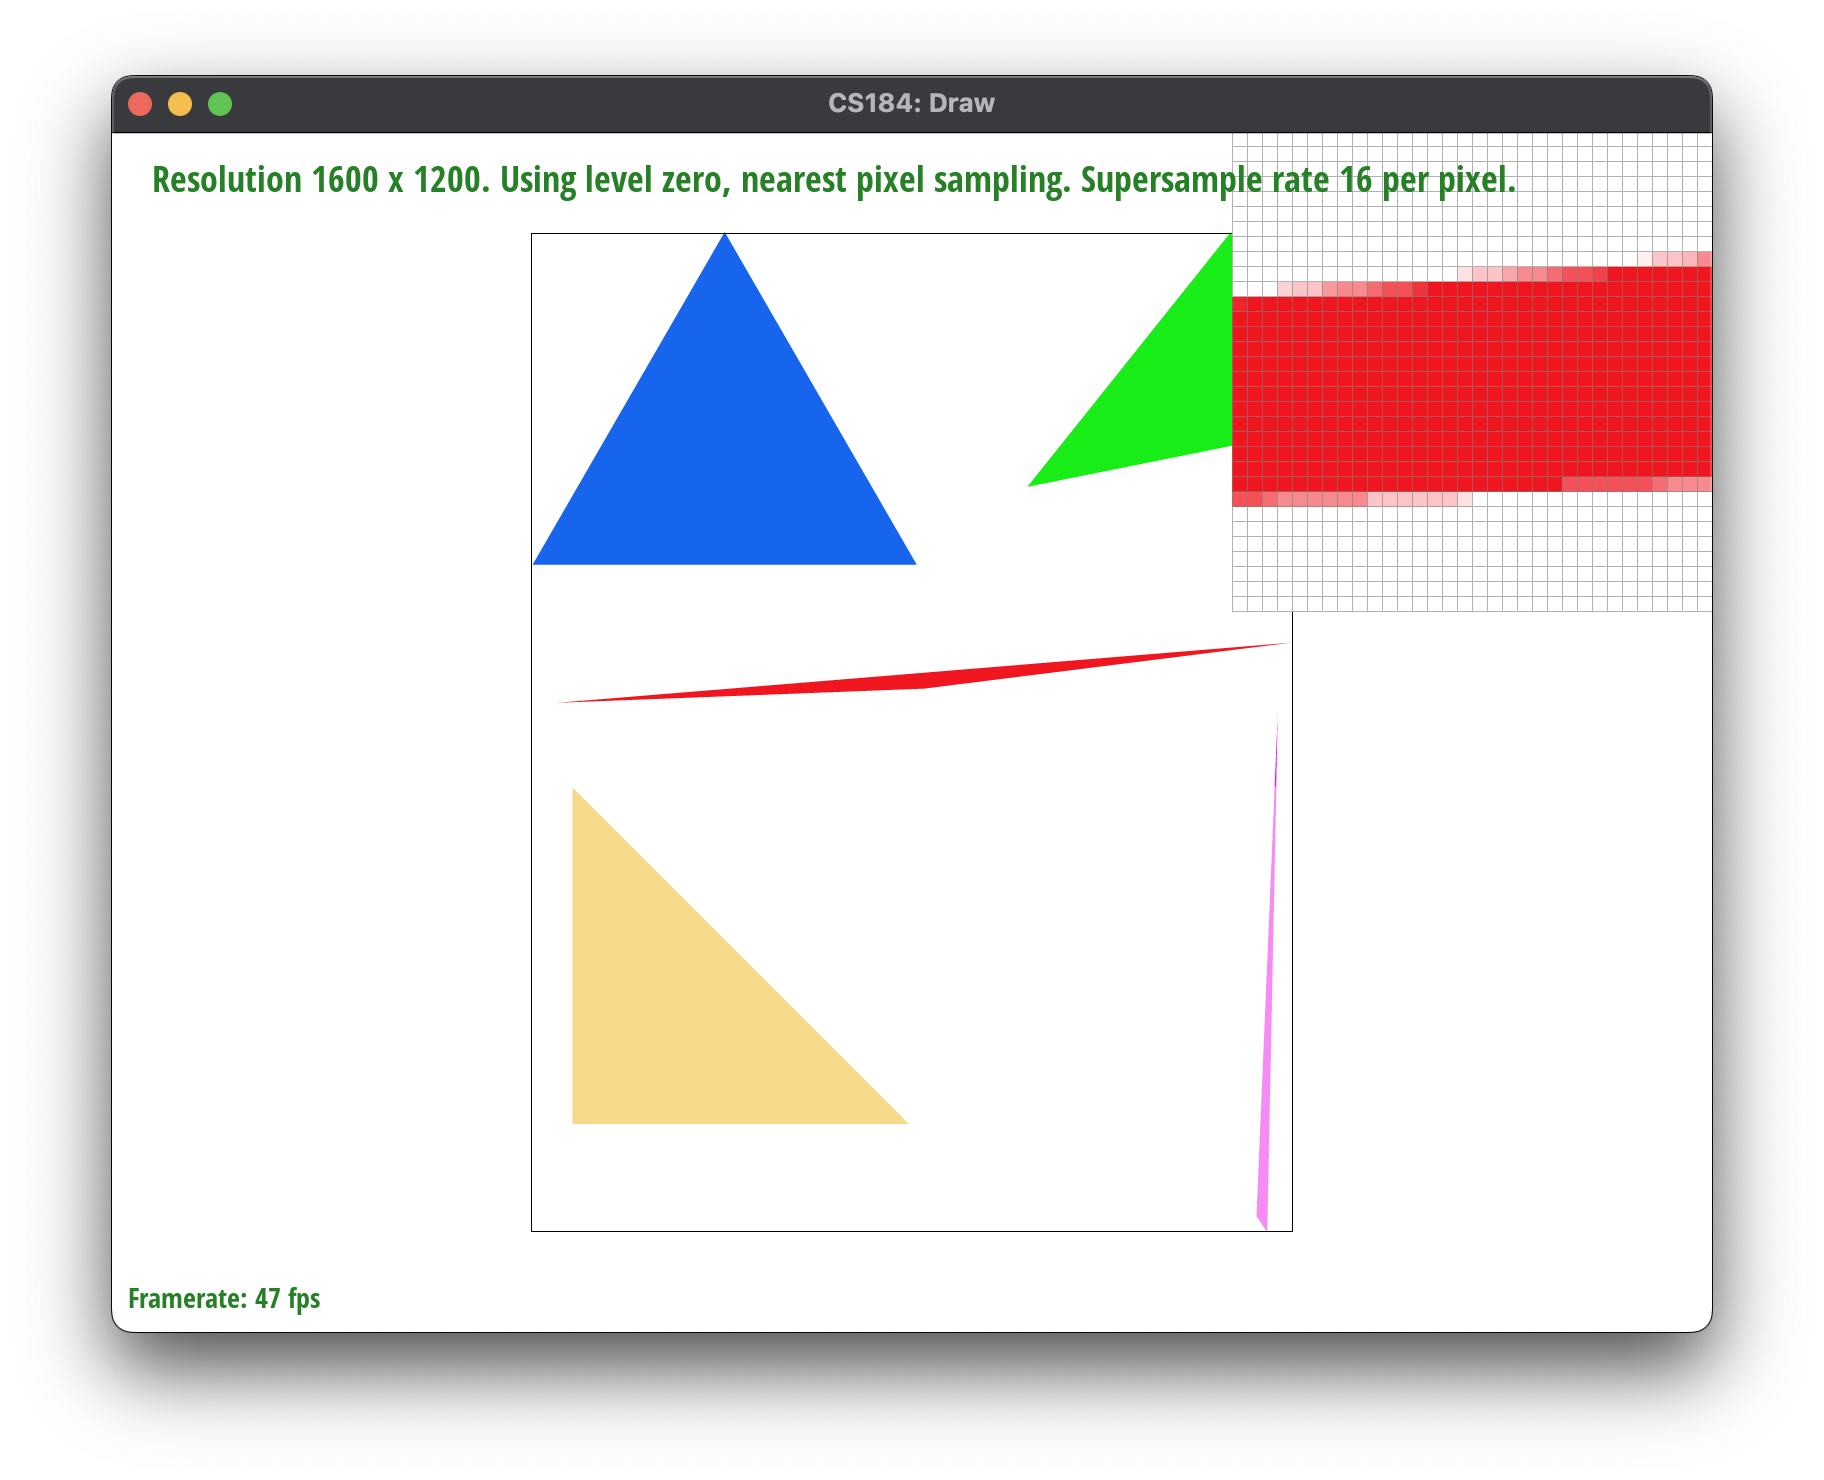 CS184: Draw
Resolution 1600 x 1200. Using level zero, nearest pixel sampling. Supersample rate 16 per pixel.
Framerate: 47 fps